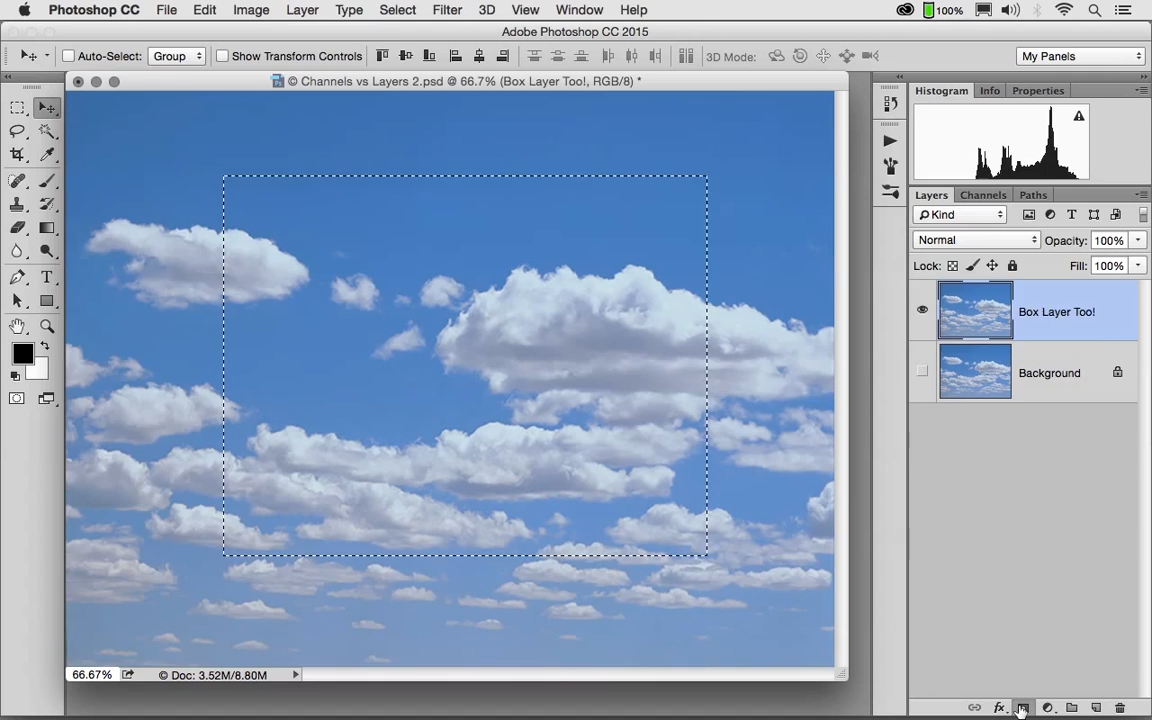 Photoshop CC File Edit Image Layer Type Select Filter 3D View Window Help 100%
Adobe Photoshop CC 2015
Auto-Select: Group Show Transform Controls 3D Mode: My Panels
© Channels vs Layers 2.psd @ 66.7% (Box Layer Too!, RGB/8) *
Histogram Info Properties
Layers Channels Paths
Kind T
Normal Opacity: 100%
Lock: Fill: 100%
Box Layer Too!
Background
T
66.67% © Doc: 3.52M/8.80M
fx